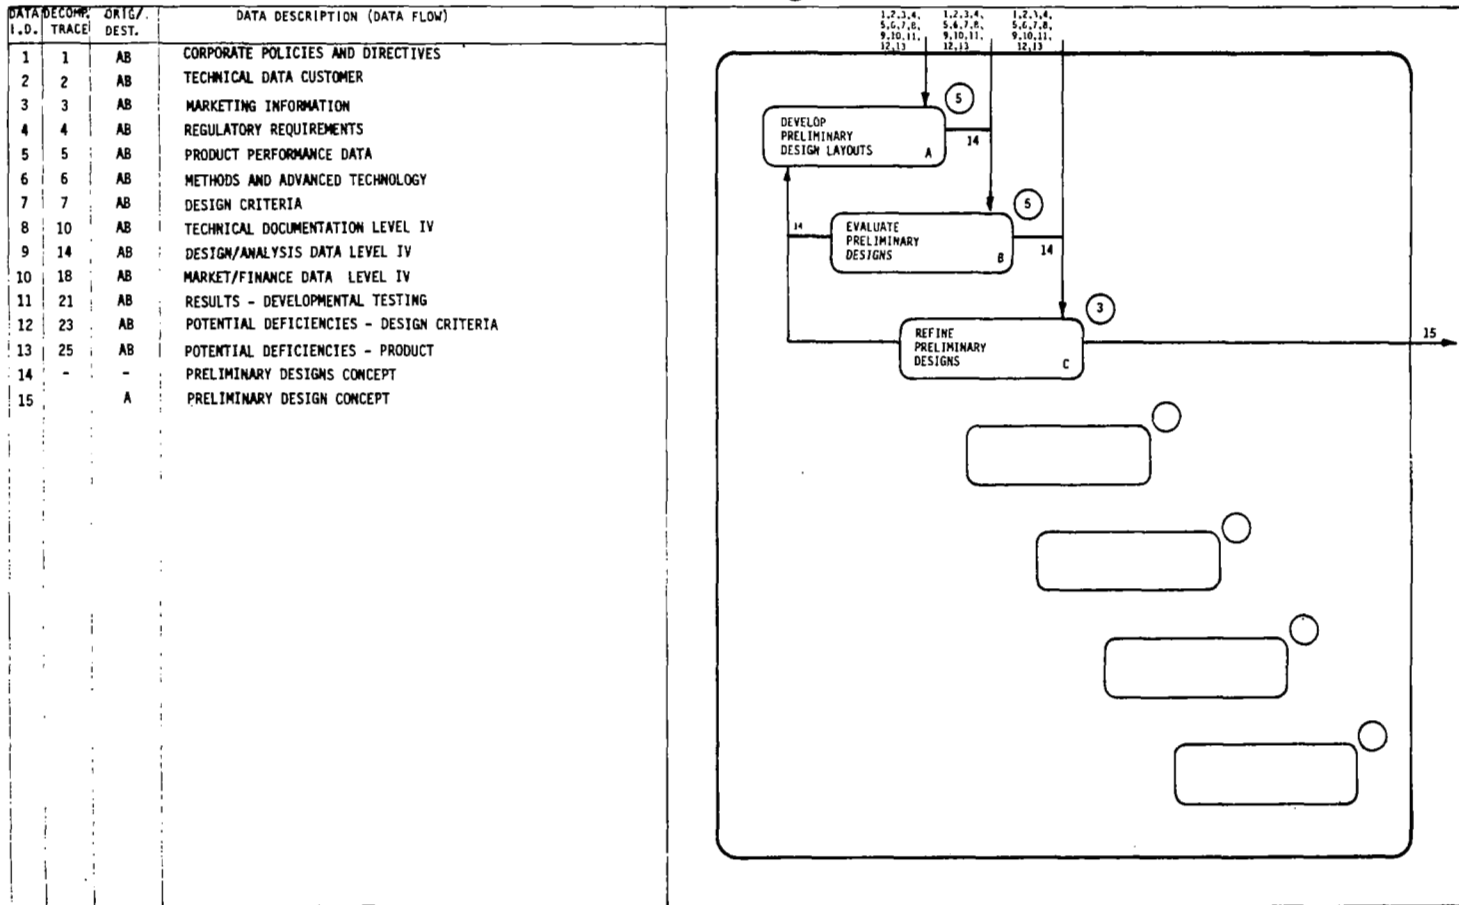 DATA I.D. DECOMP. TRACE ORIG/. DEST. DATA DESCRIPTION (DATA FLOW)
1 1 AB CORPORATE POLICIES AND DIRECTIVES
2 2 AB TECHNICAL DATA CUSTOMER
3 3 AB MARKETING INFORMATION
4 4 AB REGULATORY REQUIREMENTS
5 5 AB PRODUCT PERFORMANCE DATA
6 6 AB METHODS AND ADVANCED TECHNOLOGY
7 7 AB DESIGN CRITERIA
8 10 AB TECHNICAL DOCUMENTATION LEVEL IV
9 14 AB DESIGN/ANALYSIS DATA LEVEL IV
10 18 AB MARKET/FINANCE DATA LEVEL IV
11 21 AB RESULTS - DEVELOPMENTAL TESTING
12 23 AB POTENTIAL DEFICIENCIES - DESIGN CRITERIA
13 25 AB POTENTIAL DEFICIENCIES - PRODUCT
14 - - PRELIMINARY DESIGNS CONCEPT
15 A PRELIMINARY DESIGN CONCEPT
1,2,3,4, 1,2,3,4, 1,2,3,4,
5,6,7,8, 5,6,7,8, 5,6,7,8,
9,10,11, 9,10,11, 9,10,11,
12,13 12,13 12,13
5
DEVELOP
PRELIMINARY
DESIGN LAYOUTS A
14
5
14
EVALUATE
PRELIMINARY
DESIGNS B
14
3
REFINE
PRELIMINARY
DESIGNS C
15